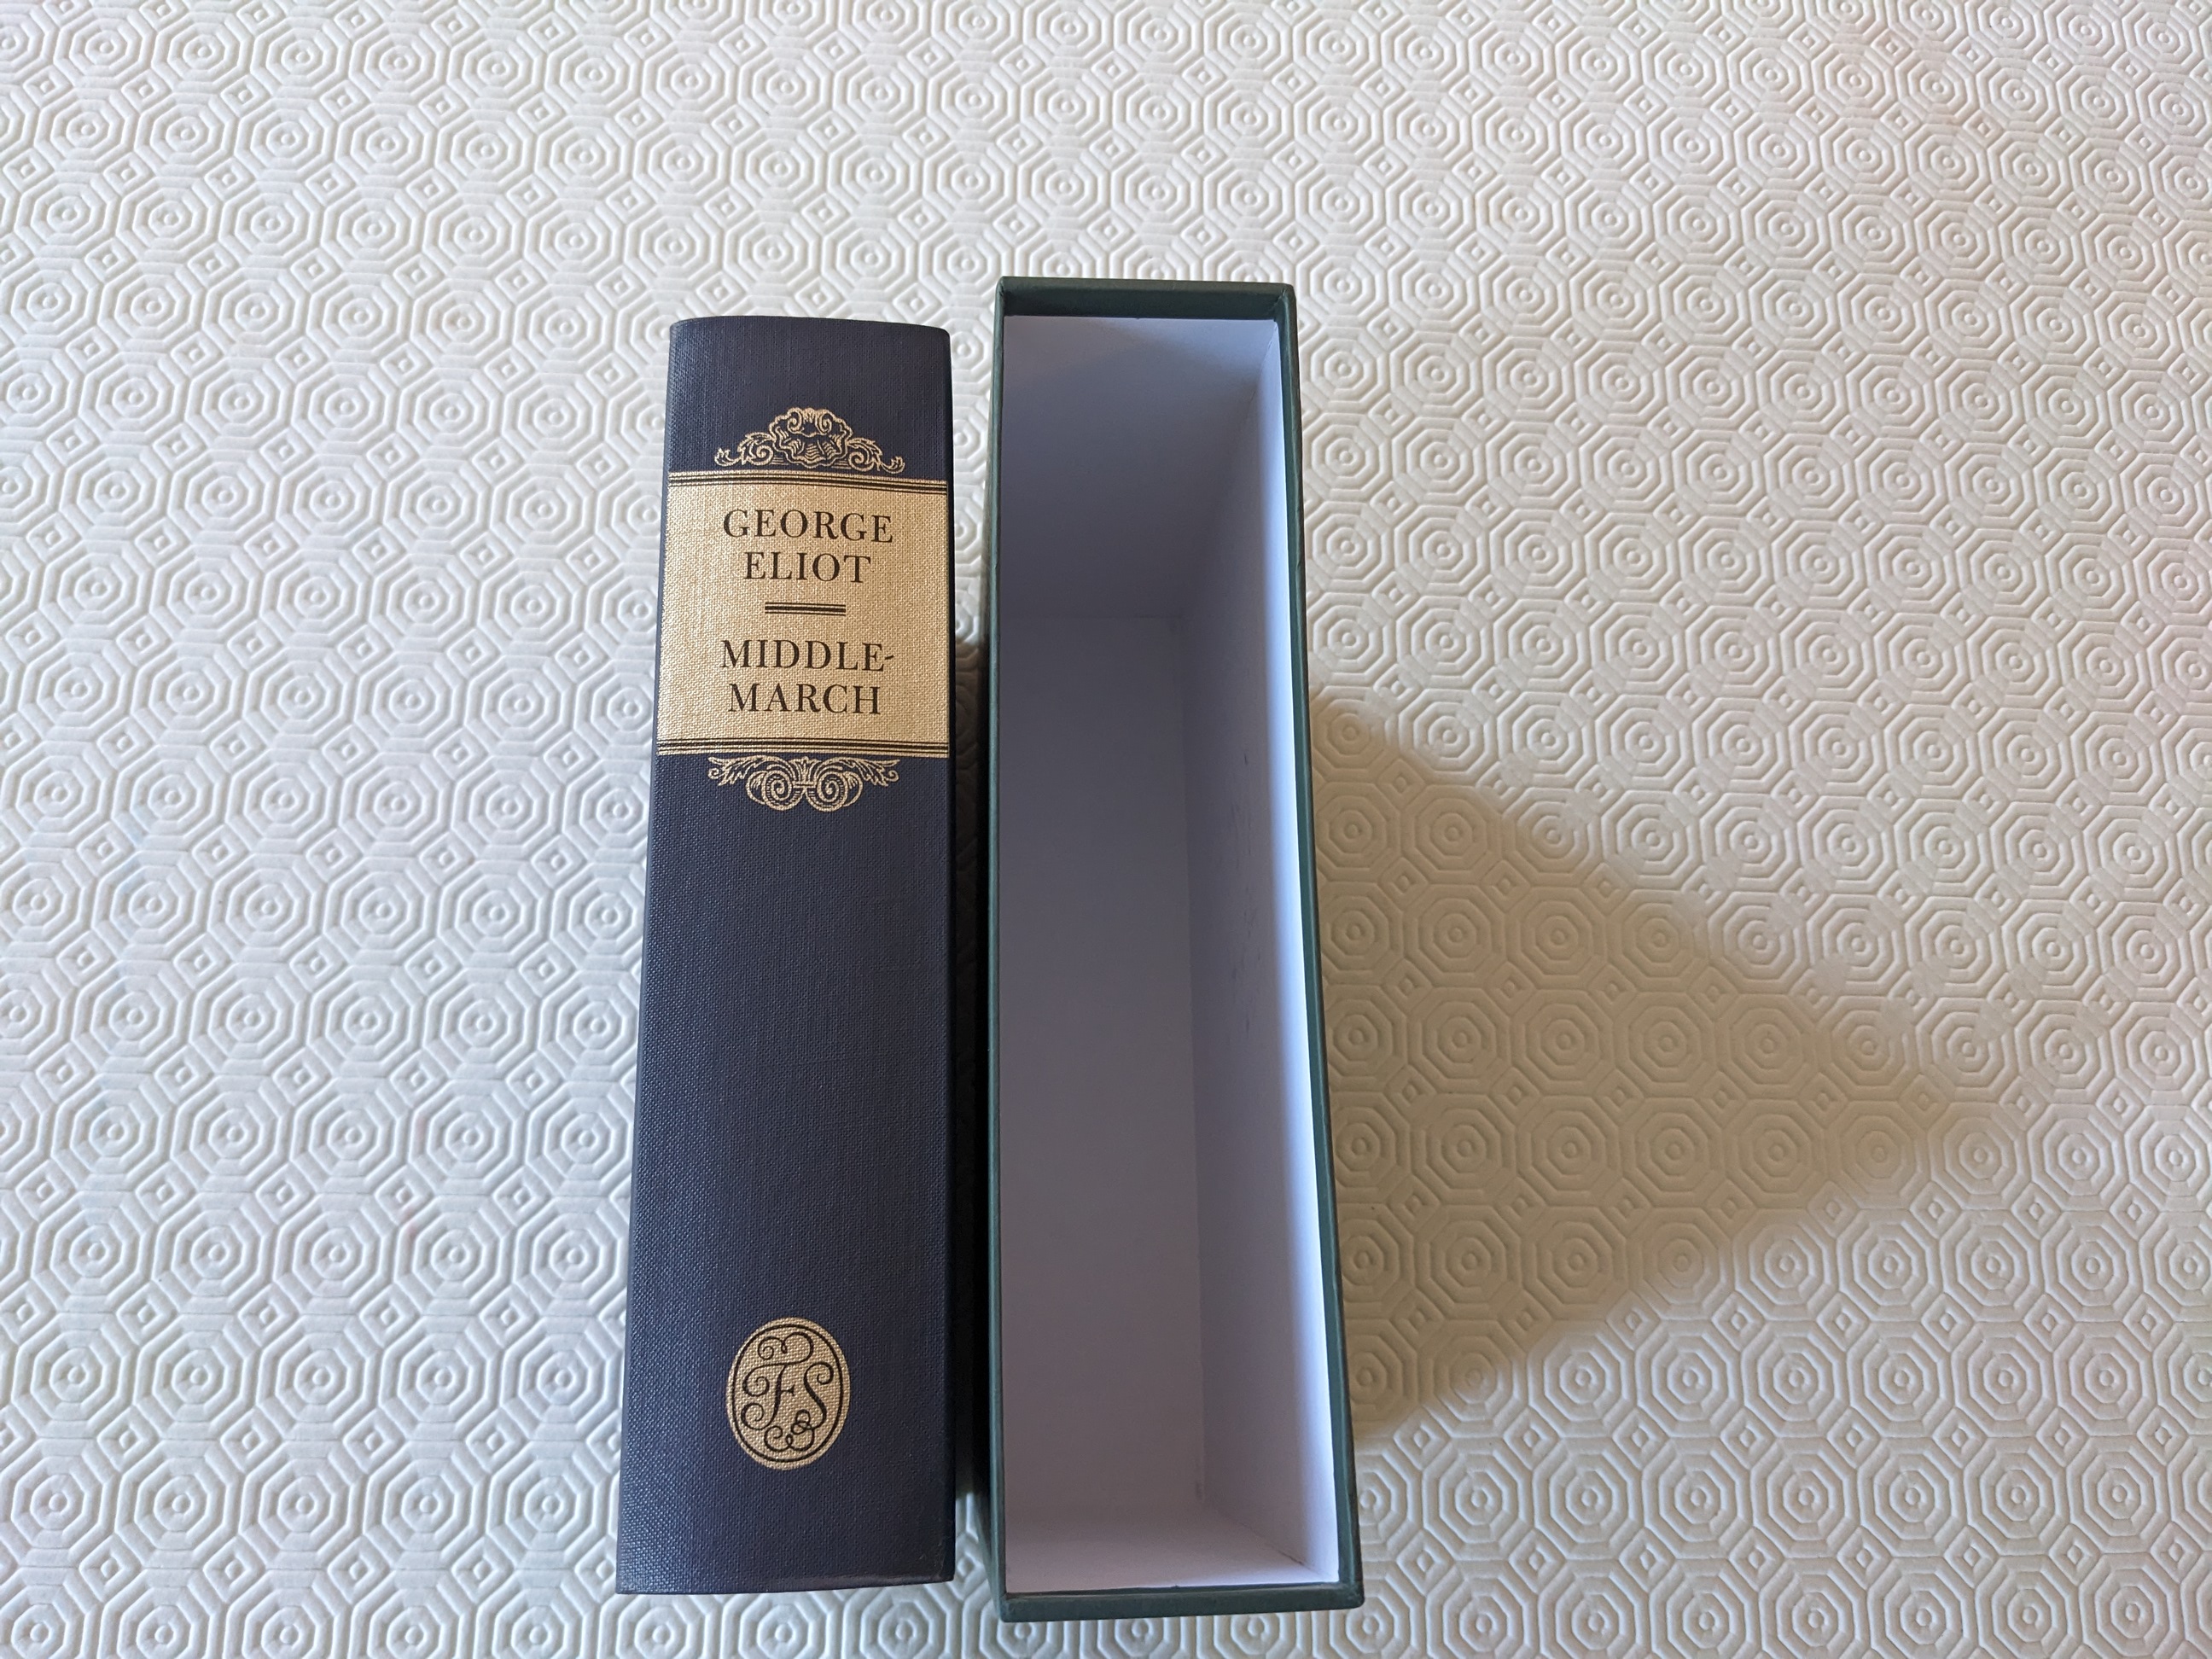 GEORGE
ELIOT
MIDDLE-
MARCH
FS